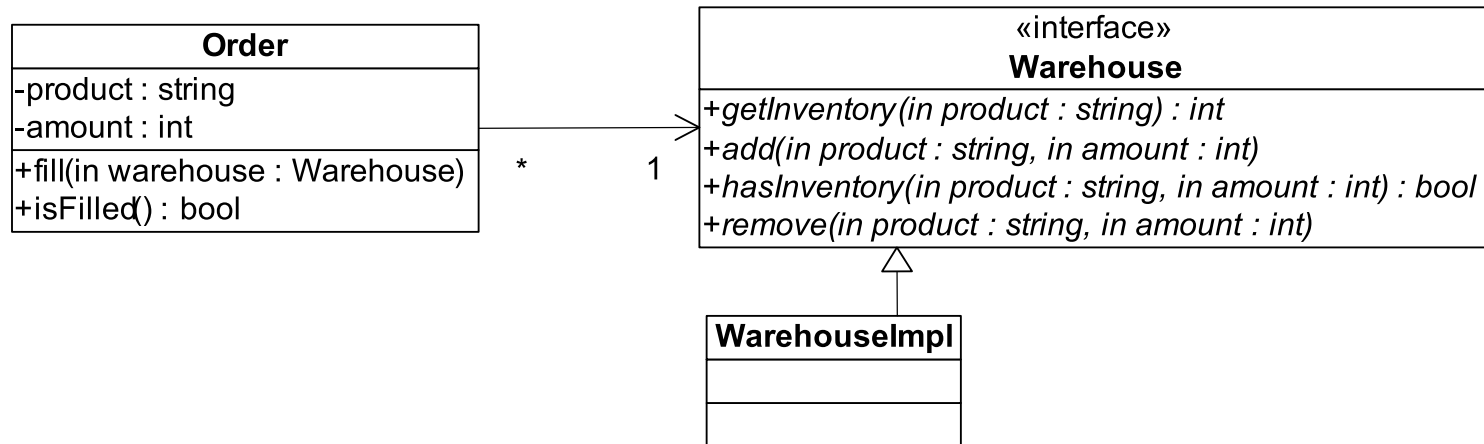 Order
-product : string
-amount : int
+fill(in warehouse : Warehouse)
+isFilled() : bool
*
1
«interface»
Warehouse
+getInventory(in product : string) : int
+add(in product : string, in amount : int)
+hasInventory(in product : string, in amount : int) : bool
+remove(in product : string, in amount : int)
WarehouseImpl